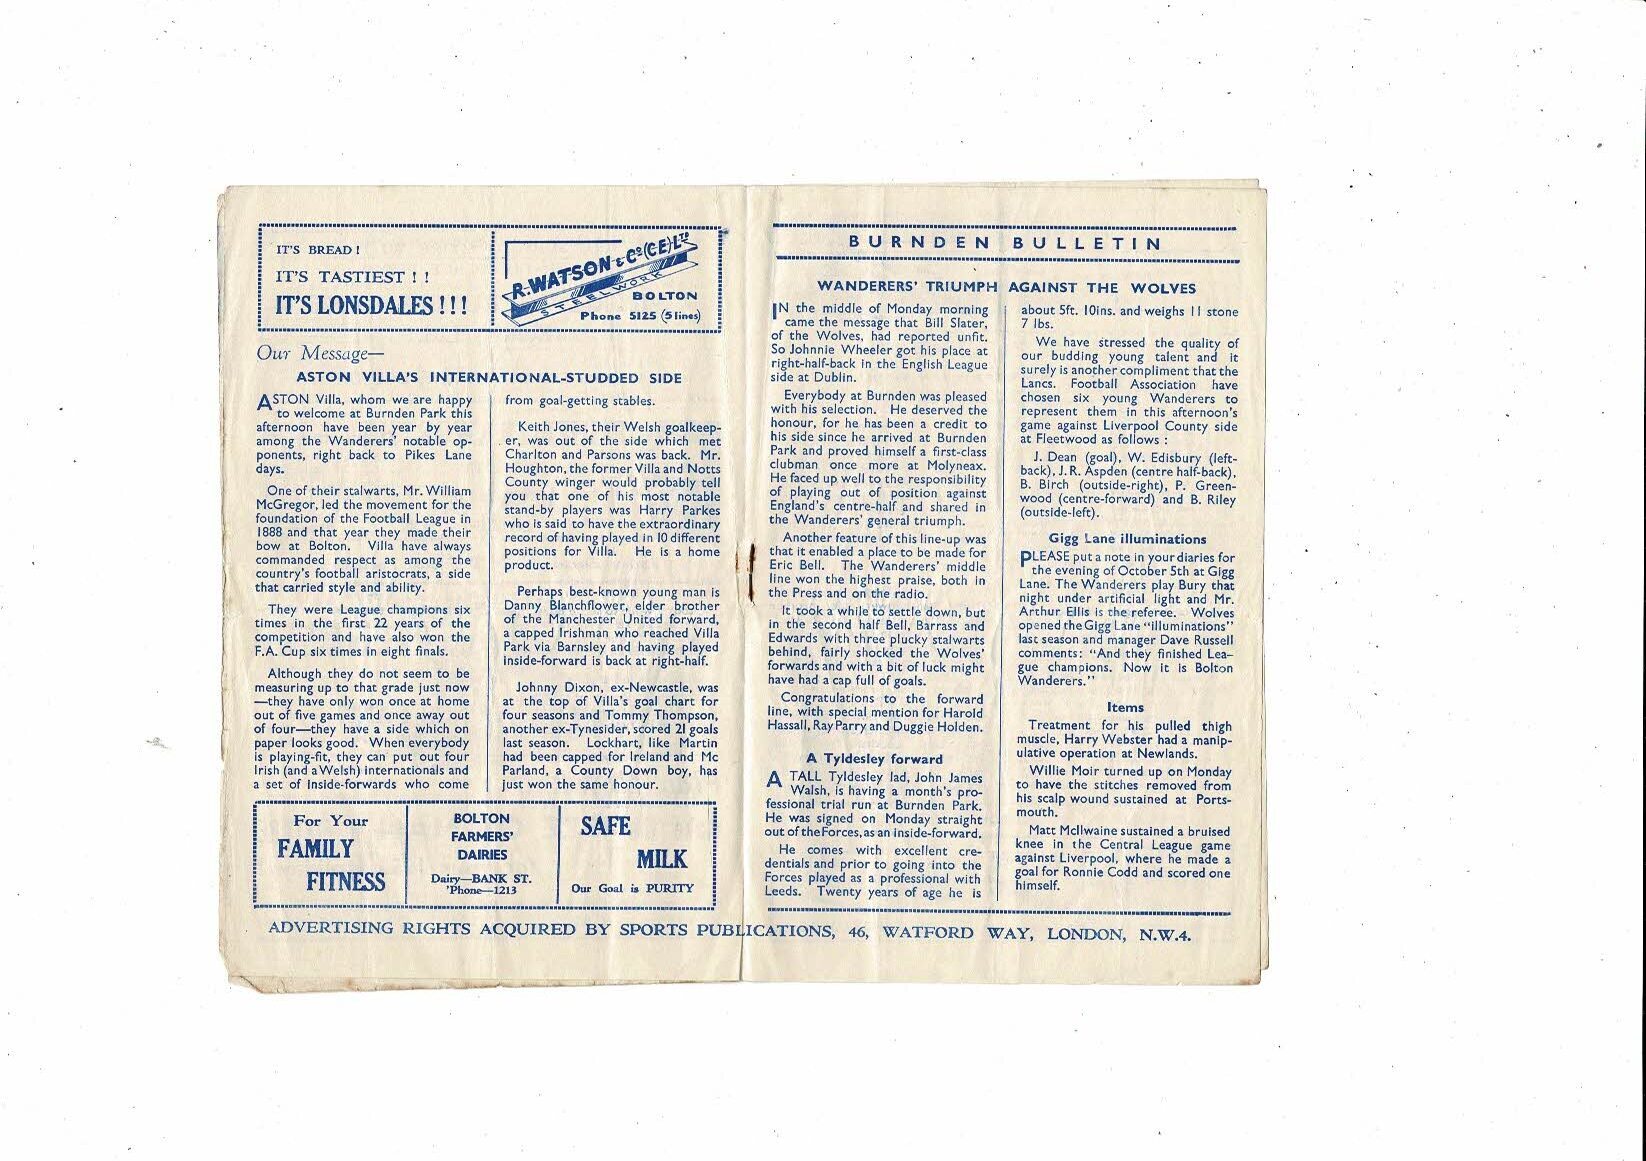 IT'S BREAD !
IT'S TASTIEST ! !
IT'S LONSDALES ! ! !
R. WATSON & Co (C.E.) LTD
STEELWORK
BOLTON
Phone 5125 (5 lines)
Our Message—
ASTON VILLA'S INTERNATIONAL-STUDDED SIDE
ASTON Villa, whom we are happy
to welcome at Burnden Park this
afternoon have been year by year
among the Wanderers' notable op-
ponents, right back to Pikes Lane
days.
One of their stalwarts, Mr. William
McGregor, led the movement for the
foundation of the Football League in
1888 and that year they made their
bow at Bolton. Villa have always
commanded respect as among the
country's football aristocrats, a side
that carried style and ability.
They were League champions six
times in the first 22 years of the
competition and have also won the
F.A. Cup six times in eight finals.
Although they do not seem to be
measuring up to that grade just now
—they have only won once at home
out of five games and once away out
of four—they have a side which on
paper looks good. When everybody
is playing-fit, they can put out four
Irish (and a Welsh) internationals and
a set of inside-forwards who come
from goal-getting stables.
Keith Jones, their Welsh goalkeep-
er, was out of the side which met
Charlton and Parsons was back. Mr.
Houghton, the former Villa and Notts
County winger would probably tell
you that one of his most notable
stand-by players was Harry Parkes
who is said to have the extraordinary
record of having played in 10 different
positions for Villa. He is a home
product.
Perhaps best-known young man is
Danny Blanchflower, elder brother
of the Manchester United forward,
a capped Irishman who reached Villa
Park via Barnsley and having played
inside-forward is back at right-half.
Johnny Dixon, ex-Newcastle, was
at the top of Villa's goal chart for
four seasons and Tommy Thompson,
another ex-Tynesider, scored 21 goals
last season. Lockhart, like Martin
had been capped for Ireland and Mc
Parland, a County Down boy, has
just won the same honour.
For Your
FAMILY
FITNESS
BOLTON
FARMERS'
DAIRIES
Dairy—BANK ST.
'Phone—1213
SAFE
MILK
Our Goal is PURITY
BURNDEN BULLETIN
WANDERERS' TRIUMPH AGAINST THE WOLVES
IN the middle of Monday morning
came the message that Bill Slater,
of the Wolves, had reported unfit.
So Johnnie Wheeler got his place at
right-half-back in the English League
side at Dublin.
Everybody at Burnden was pleased
with his selection. He deserved the
honour, for he has been a credit to
his side since he arrived at Burnden
Park and proved himself a first-class
clubman once more at Molyneax.
He faced up well to the responsibility
of playing out of position against
England's centre-half and shared in
the Wanderers' general triumph.
Another feature of this line-up was
that it enabled a place to be made for
Eric Bell. The Wanderers' middle
line won the highest praise, both in
the Press and on the radio.
It took a while to settle down, but
in the second half Bell, Barrass and
Edwards with three plucky stalwarts
behind, fairly shocked the Wolves'
forwards and with a bit of luck might
have had a cap full of goals.
Congratulations to the forward
line, with special mention for Harold
Hassall, Ray Parry and Duggie Holden.
A Tyldesley forward
A TALL Tyldesley lad, John James
Walsh, is having a month's pro-
fessional trial run at Burnden Park.
He was signed on Monday straight
out of the Forces, as an inside-forward.
He comes with excellent cre-
dentials and prior to going into the
Forces played as a professional with
Leeds. Twenty years of age he is
about 5ft. 10ins. and weighs 11 stone
7 lbs.
We have stressed the quality of
our budding young talent and it
surely is another compliment that the
Lancs. Football Association have
chosen six young Wanderers to
represent them in this afternoon's
game against Liverpool County side
at Fleetwood as follows :
J. Dean (goal), W. Edisbury (left-
back), J.R. Aspden (centre half-back),
B. Birch (outside-right), P. Green-
wood (centre-forward) and B. Riley
(outside-left).
Gigg Lane illuminations
PLEASE put a note in your diaries for
the evening of October 5th at Gigg
Lane. The Wanderers play Bury that
night under artificial light and Mr.
Arthur Ellis is the referee. Wolves
opened the Gigg Lane "illuminations"
last season and manager Dave Russell
comments: "And they finished Lea-
gue champions. Now it is Bolton
Wanderers."
Items
Treatment for his pulled thigh
muscle, Harry Webster had a manip-
ulative operation at Newlands.
Willie Moir turned up on Monday
to have the stitches removed from
his scalp wound sustained at Ports-
mouth.
Matt McIlwaine sustained a bruised
knee in the Central League game
against Liverpool, where he made a
goal for Ronnie Codd and scored one
himself.
ADVERTISING RIGHTS ACQUIRED BY SPORTS PUBLICATIONS, 46, WATFORD WAY, LONDON, N.W.4.